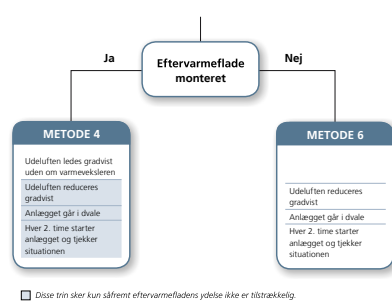 Ja
Nej
Eftervarmeflade
monteret
METODE 4
Udeluften ledes gradvist
uden om varmeveksleren
Udeluften reduceres
gradvist
Anlægget går i dvale
Hver 2. time starter
anlægget og tjekker
situationen
METODE 6
Udeluften reduceres
gradvist
Anlægget går i dvale
Hver 2. time starter
anlægget og tjekker
situationen
Disse trin sker kun såfremt eftervarmefladens ydelse ikke er tilstrækkelig.